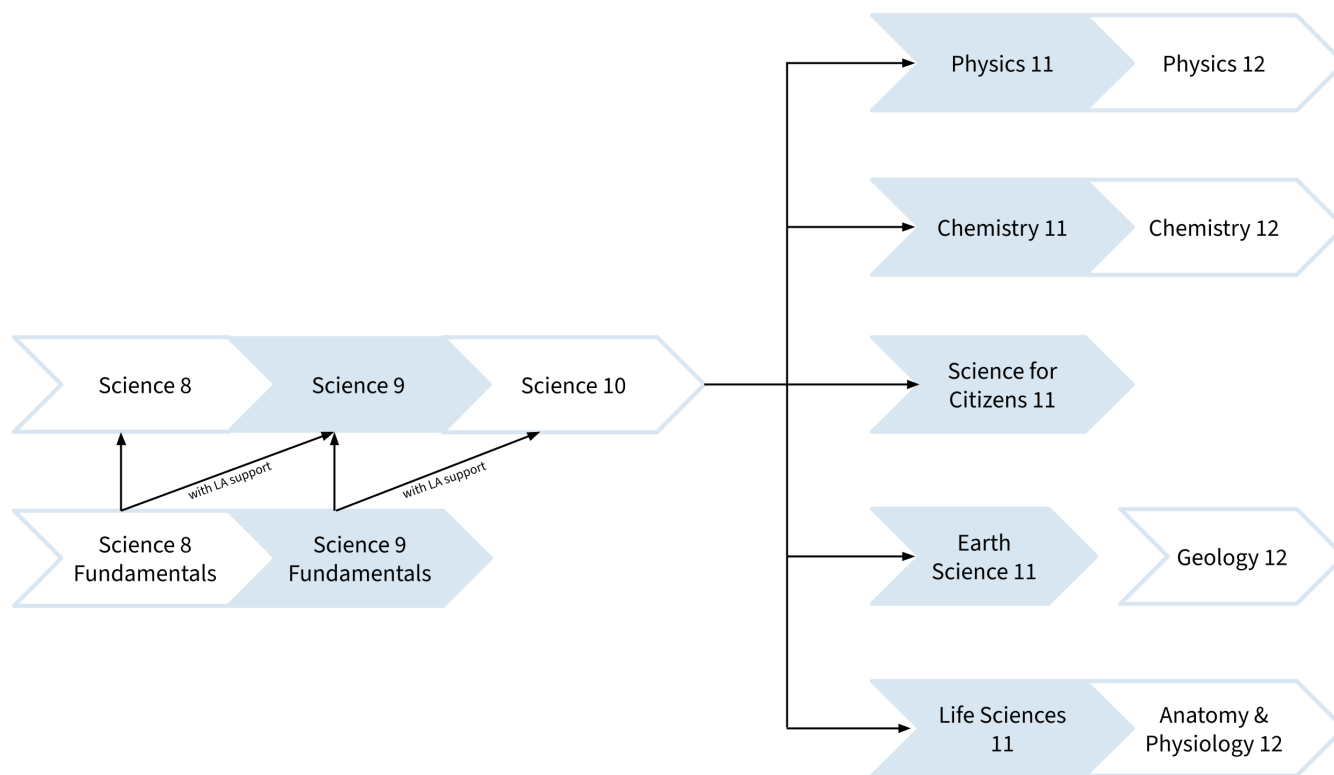 Physics 11
Physics 12
Chemistry 11
Chemistry 12
Science 8
Science 9
Science 10
Science for
Citizens 11
with LA support
with LA support
Science 8
Fundamentals
Science 9
Fundamentals
Earth
Science 11
Geology 12
Life Sciences
11
Anatomy &
Physiology 12